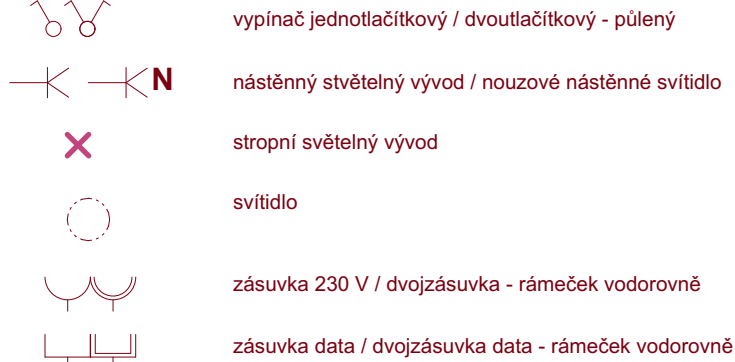 vypínač jednotlačítkový / dvoutlačítkový - půlený
N nástěnný stvětelný vývod / nouzové nástěnné svítidlo
stropní světelný vývod
svítidlo
zásuvka 230 V / dvojzásuvka - rámeček vodorovně
zásuvka data / dvojzásuvka data - rámeček vodorovně